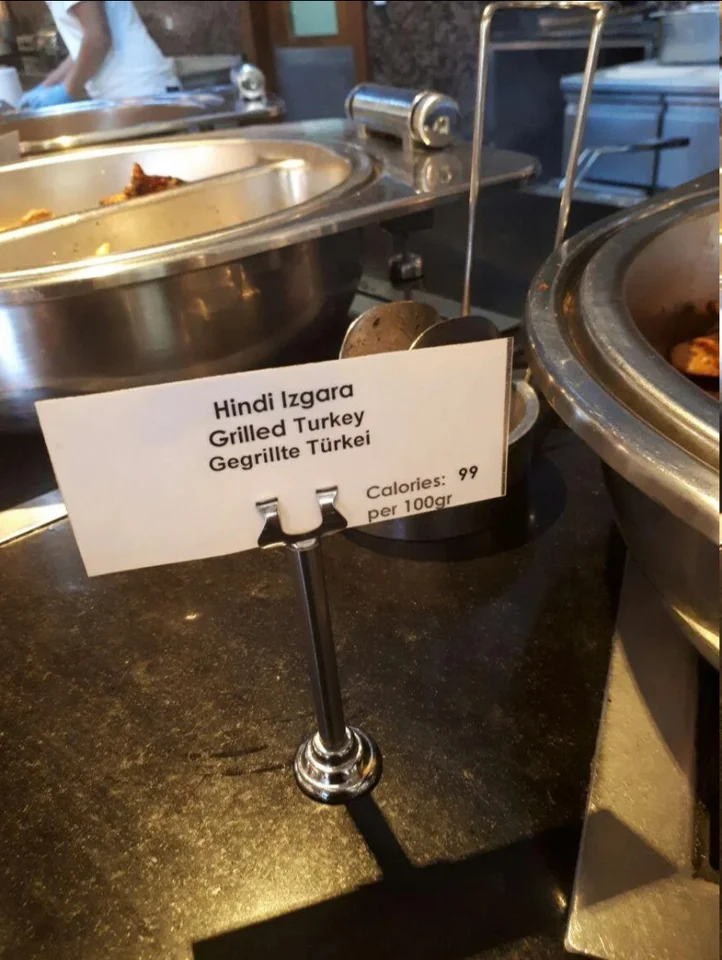 Hindi Izgara
Grilled Turkey
Gegrillte Türkei
Calories: 99
per 100gr